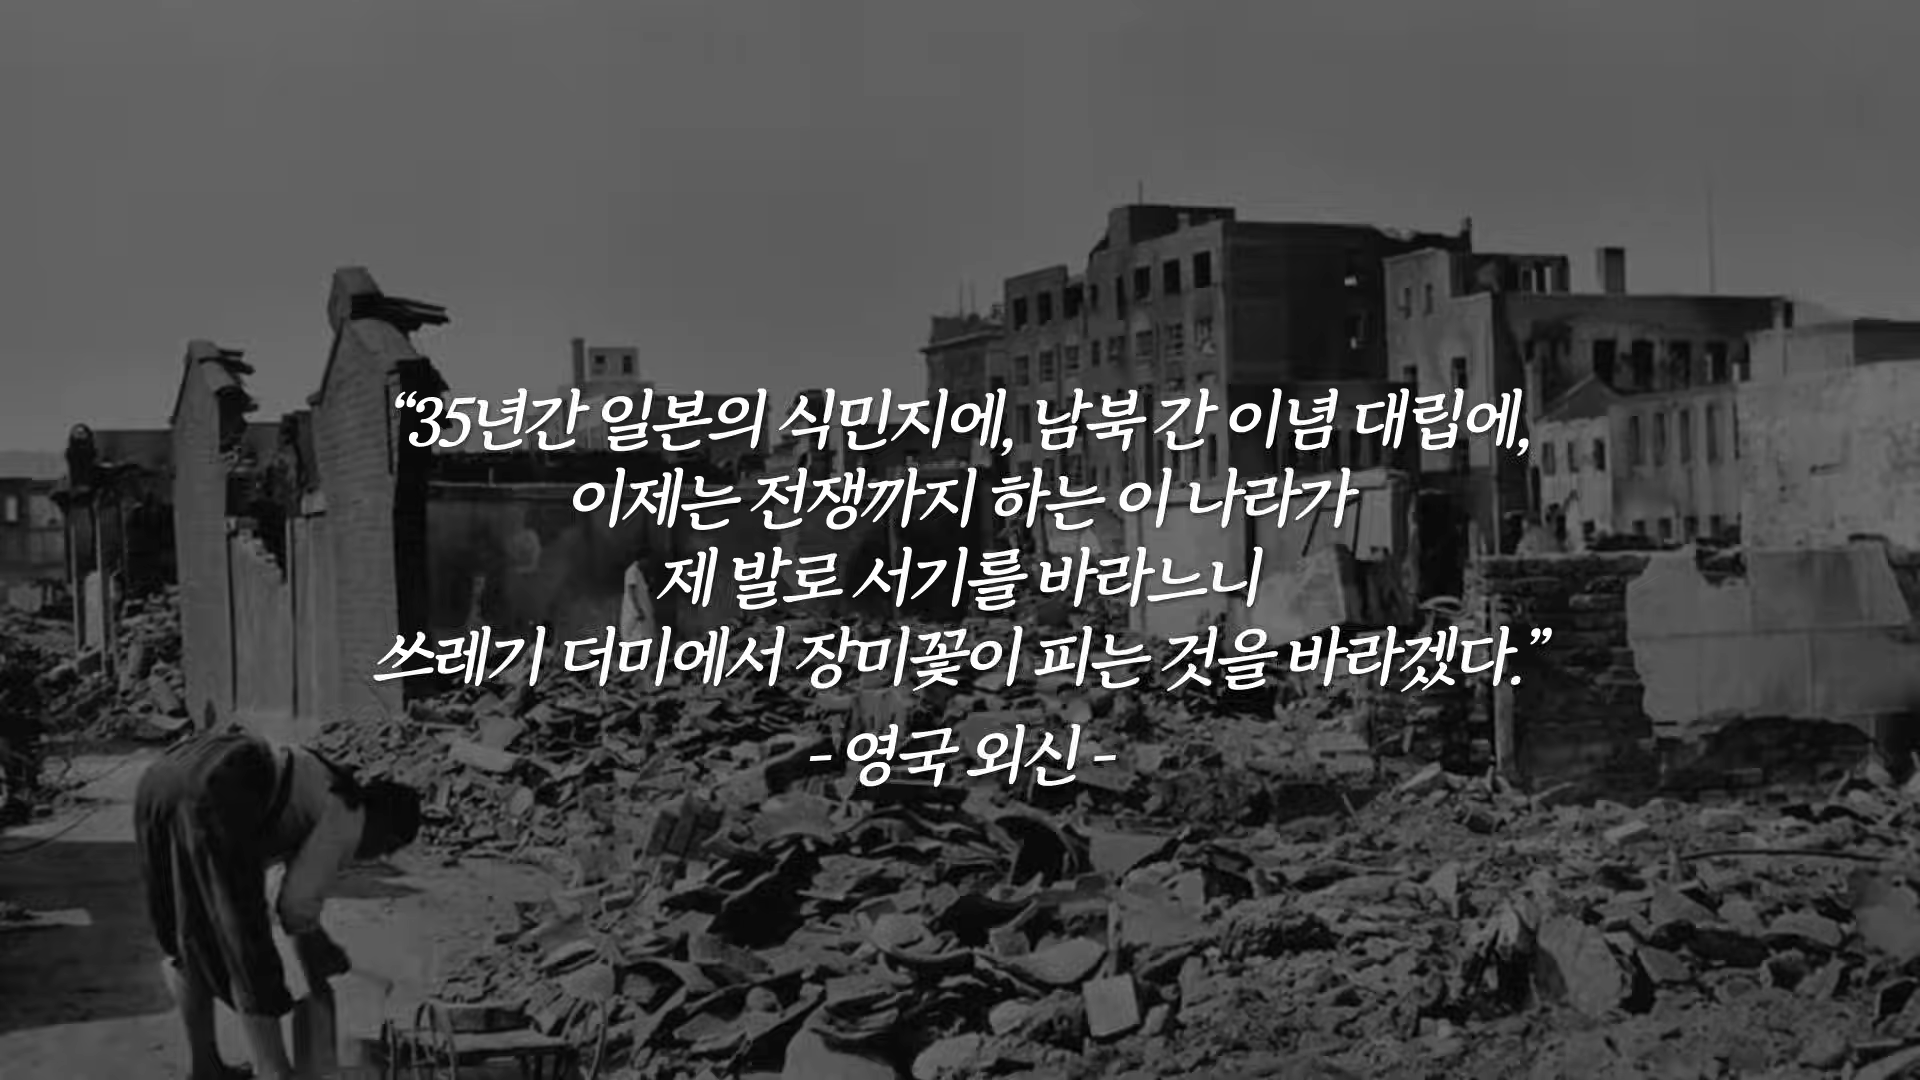 “35년간 일본의 식민지에, 남북 간 이념 대립에,
이제는 전쟁까지 하는 이 나라가
제 발로 서기를 바라느니
쓰레기 더미에서 장미꽃이 피는 것을 바라겠다.”
- 영국 외신 -